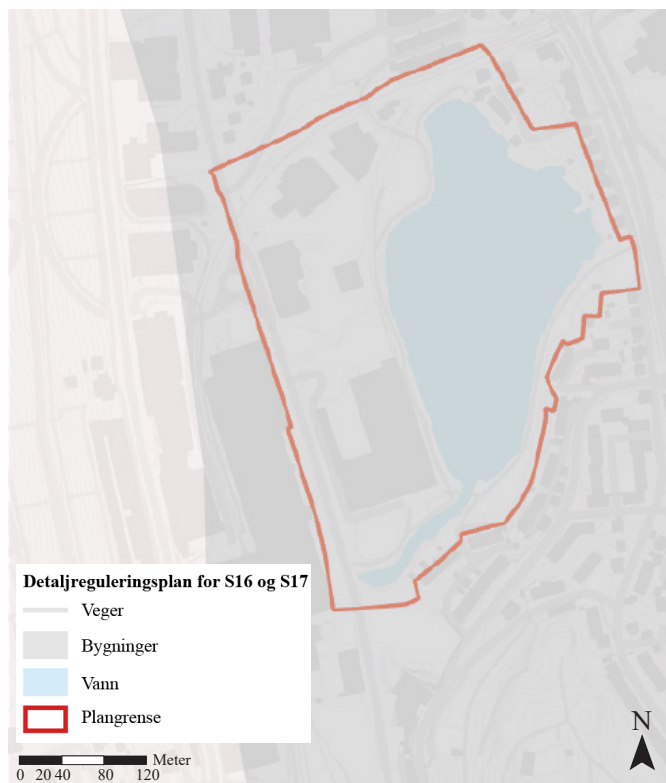 Detaljreguleringsplan for S16 og S17
Veger
Bygninger
Vann
Plangrense
N
Meter
0 20 40 80 120